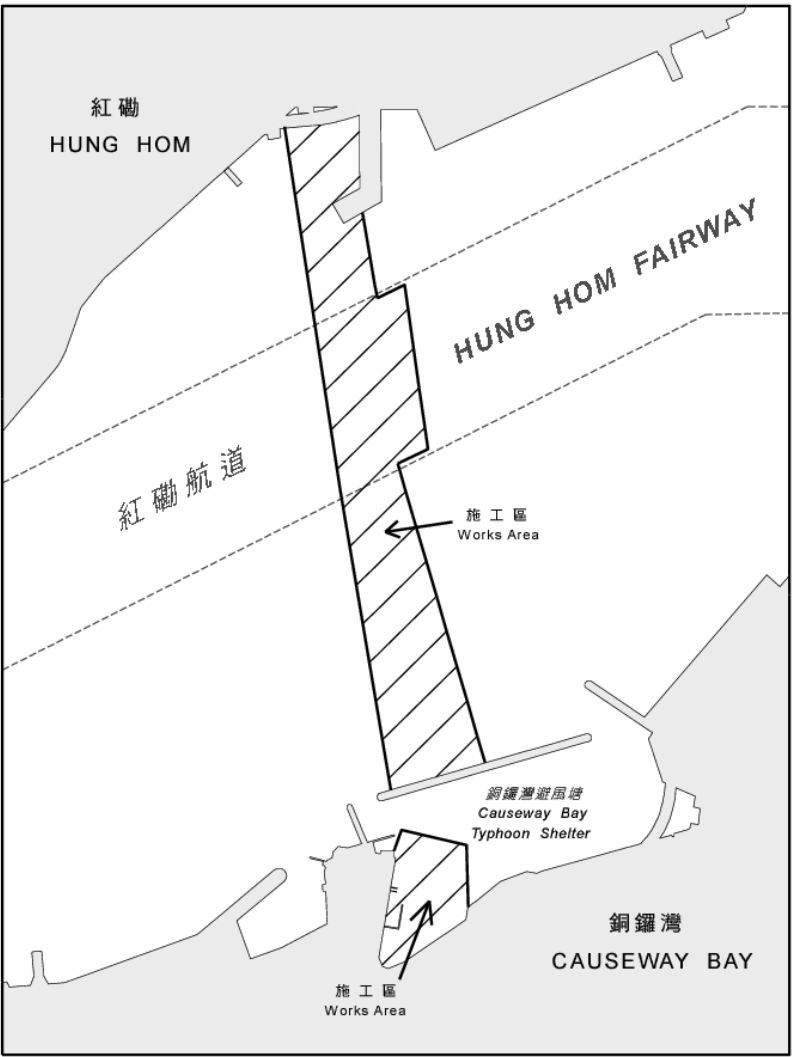 紅磡
HUNG HOM
HUNG HOM FAIRWAY
紅磡航道
施工區
Works Area
銅鑼灣避風塘
Causeway Bay
Typhoon Shelter
銅鑼灣
CAUSEWAY BAY
施工區
Works Area